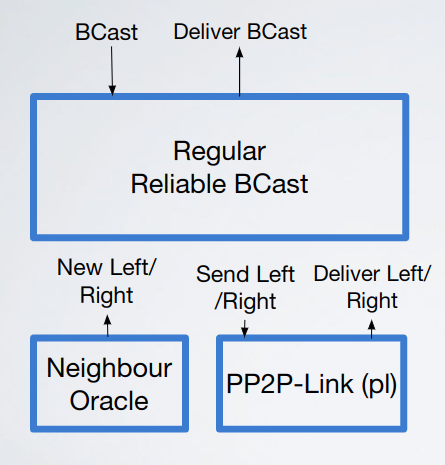 BCast
Deliver BCast
Regular
Reliable BCast
New Left/
Right
Send Left
/Right
Deliver Left/
Right
Neighbour
Oracle
PP2P-Link (pl)